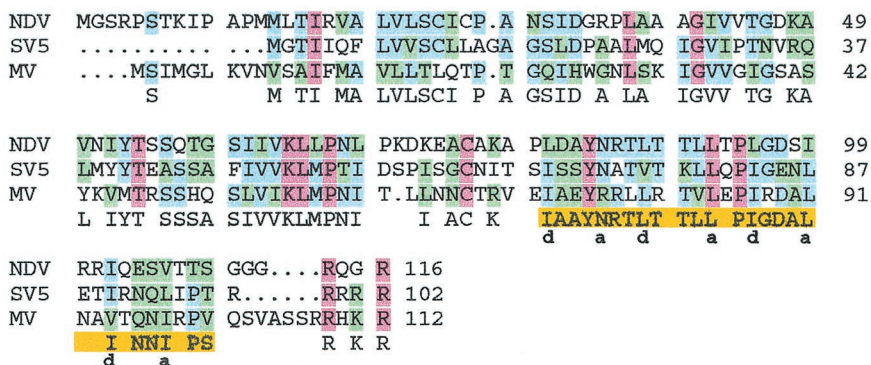 NDV MGSRPSTKIP APMMLTIRVA LVLSCICP.A NSIDGRPLAA AGIVVTGDKA 49
SV5 .......... ...MGTIIQF LVVSCLLAGA GSLDPAALMQ IGVIPTNVRQ 37
MV ....MSIMGL KVNVSAIFMA VLLTLQTP.T GQIHWGNLSK IGVVGIGSAS 42
S M TI MA LVLSCI P A GSID A LA IGVV TG KA
NDV VNIYTSSQTG SIIVKLLPNL PKDKEACAKA PLDAYNRTLT TLLTPLGDSI 99
SV5 LMYYTEASSA FIVVKLMPTI DSPISGCNIT SISSYNATVT KLLQPIGENL 87
MV YKVMTRSSHQ SLVIKLMPNI T.LLNNCTRV EIAEYRRLLR TVLEPIRDAL 91
L IYT SSSA SIVVKLMPNI I AC K IAAYNRTLT TLL PIGDAL
d a d a d a
NDV RRIQESVTTS GGG....RQG R 116
SV5 ETIRNQLIPT R......RRR R 102
MV NAVTQNIRPV QSVASSRRHK R 112
I NNI PS R K R
d a